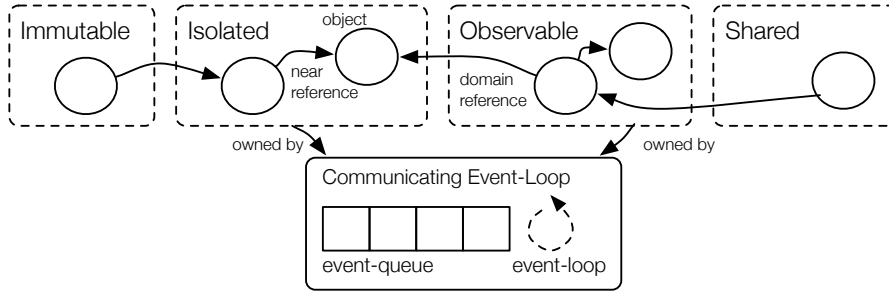 Immutable
Isolated
object
Observable
Shared
near
reference
domain
reference
owned by
owned by
Communicating Event-Loop
event-queue
event-loop